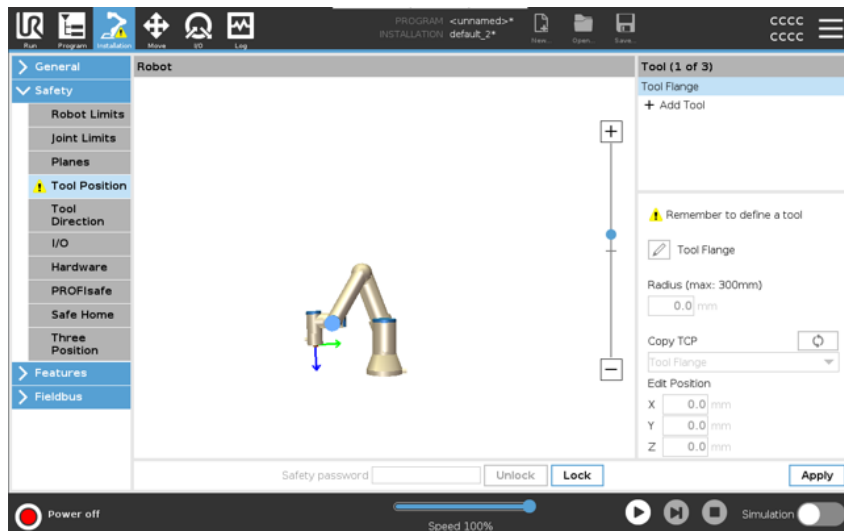 PROGRAM <unnamed>*
INSTALLATION default_2*
CCCC
CCCC
Run
Program
Installation
Move
I/O
Log
New...
Open...
Save...
General
Robot
Tool (1 of 3)
Safety
Tool Flange
+ Add Tool
Robot Limits
Joint Limits
Planes
Tool Position
Tool
Direction
I/O
Hardware
PROFIsafe
Safe Home
Three
Position
Features
Fieldbus
Remember to define a tool
Tool Flange
Radius (max: 300mm)
0.0 mm
Copy TCP
Tool Flange
Edit Position
X 0.0 mm
Y 0.0 mm
Z 0.0 mm
Safety password
Unlock
Lock
Apply
Power off
Speed 100%
Simulation